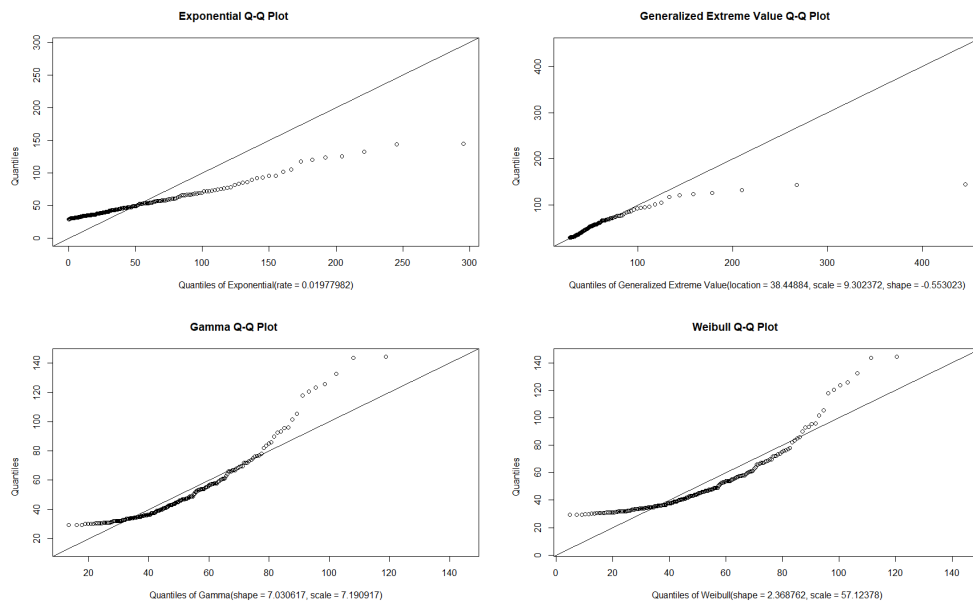 Exponential Q-Q Plot
Quantiles
300
250
200
150
100
50
0
0 50 100 150 200 250 300
Quantiles of Exponential(rate = 0.01977982)
Generalized Extreme Value Q-Q Plot
Quantiles
400
300
200
100
100 200 300 400
Quantiles of Generalized Extreme Value(location = 38.44884, scale = 9.302372, shape = -0.553023)
Gamma Q-Q Plot
Quantiles
140
120
100
80
60
40
20
20 40 60 80 100 120 140
Quantiles of Gamma(shape = 7.030617, scale = 7.190917)
Weibull Q-Q Plot
Quantiles
140
120
100
80
60
40
20
0
0 20 40 60 80 100 120 140
Quantiles of Weibull(shape = 2.368762, scale = 57.12378)